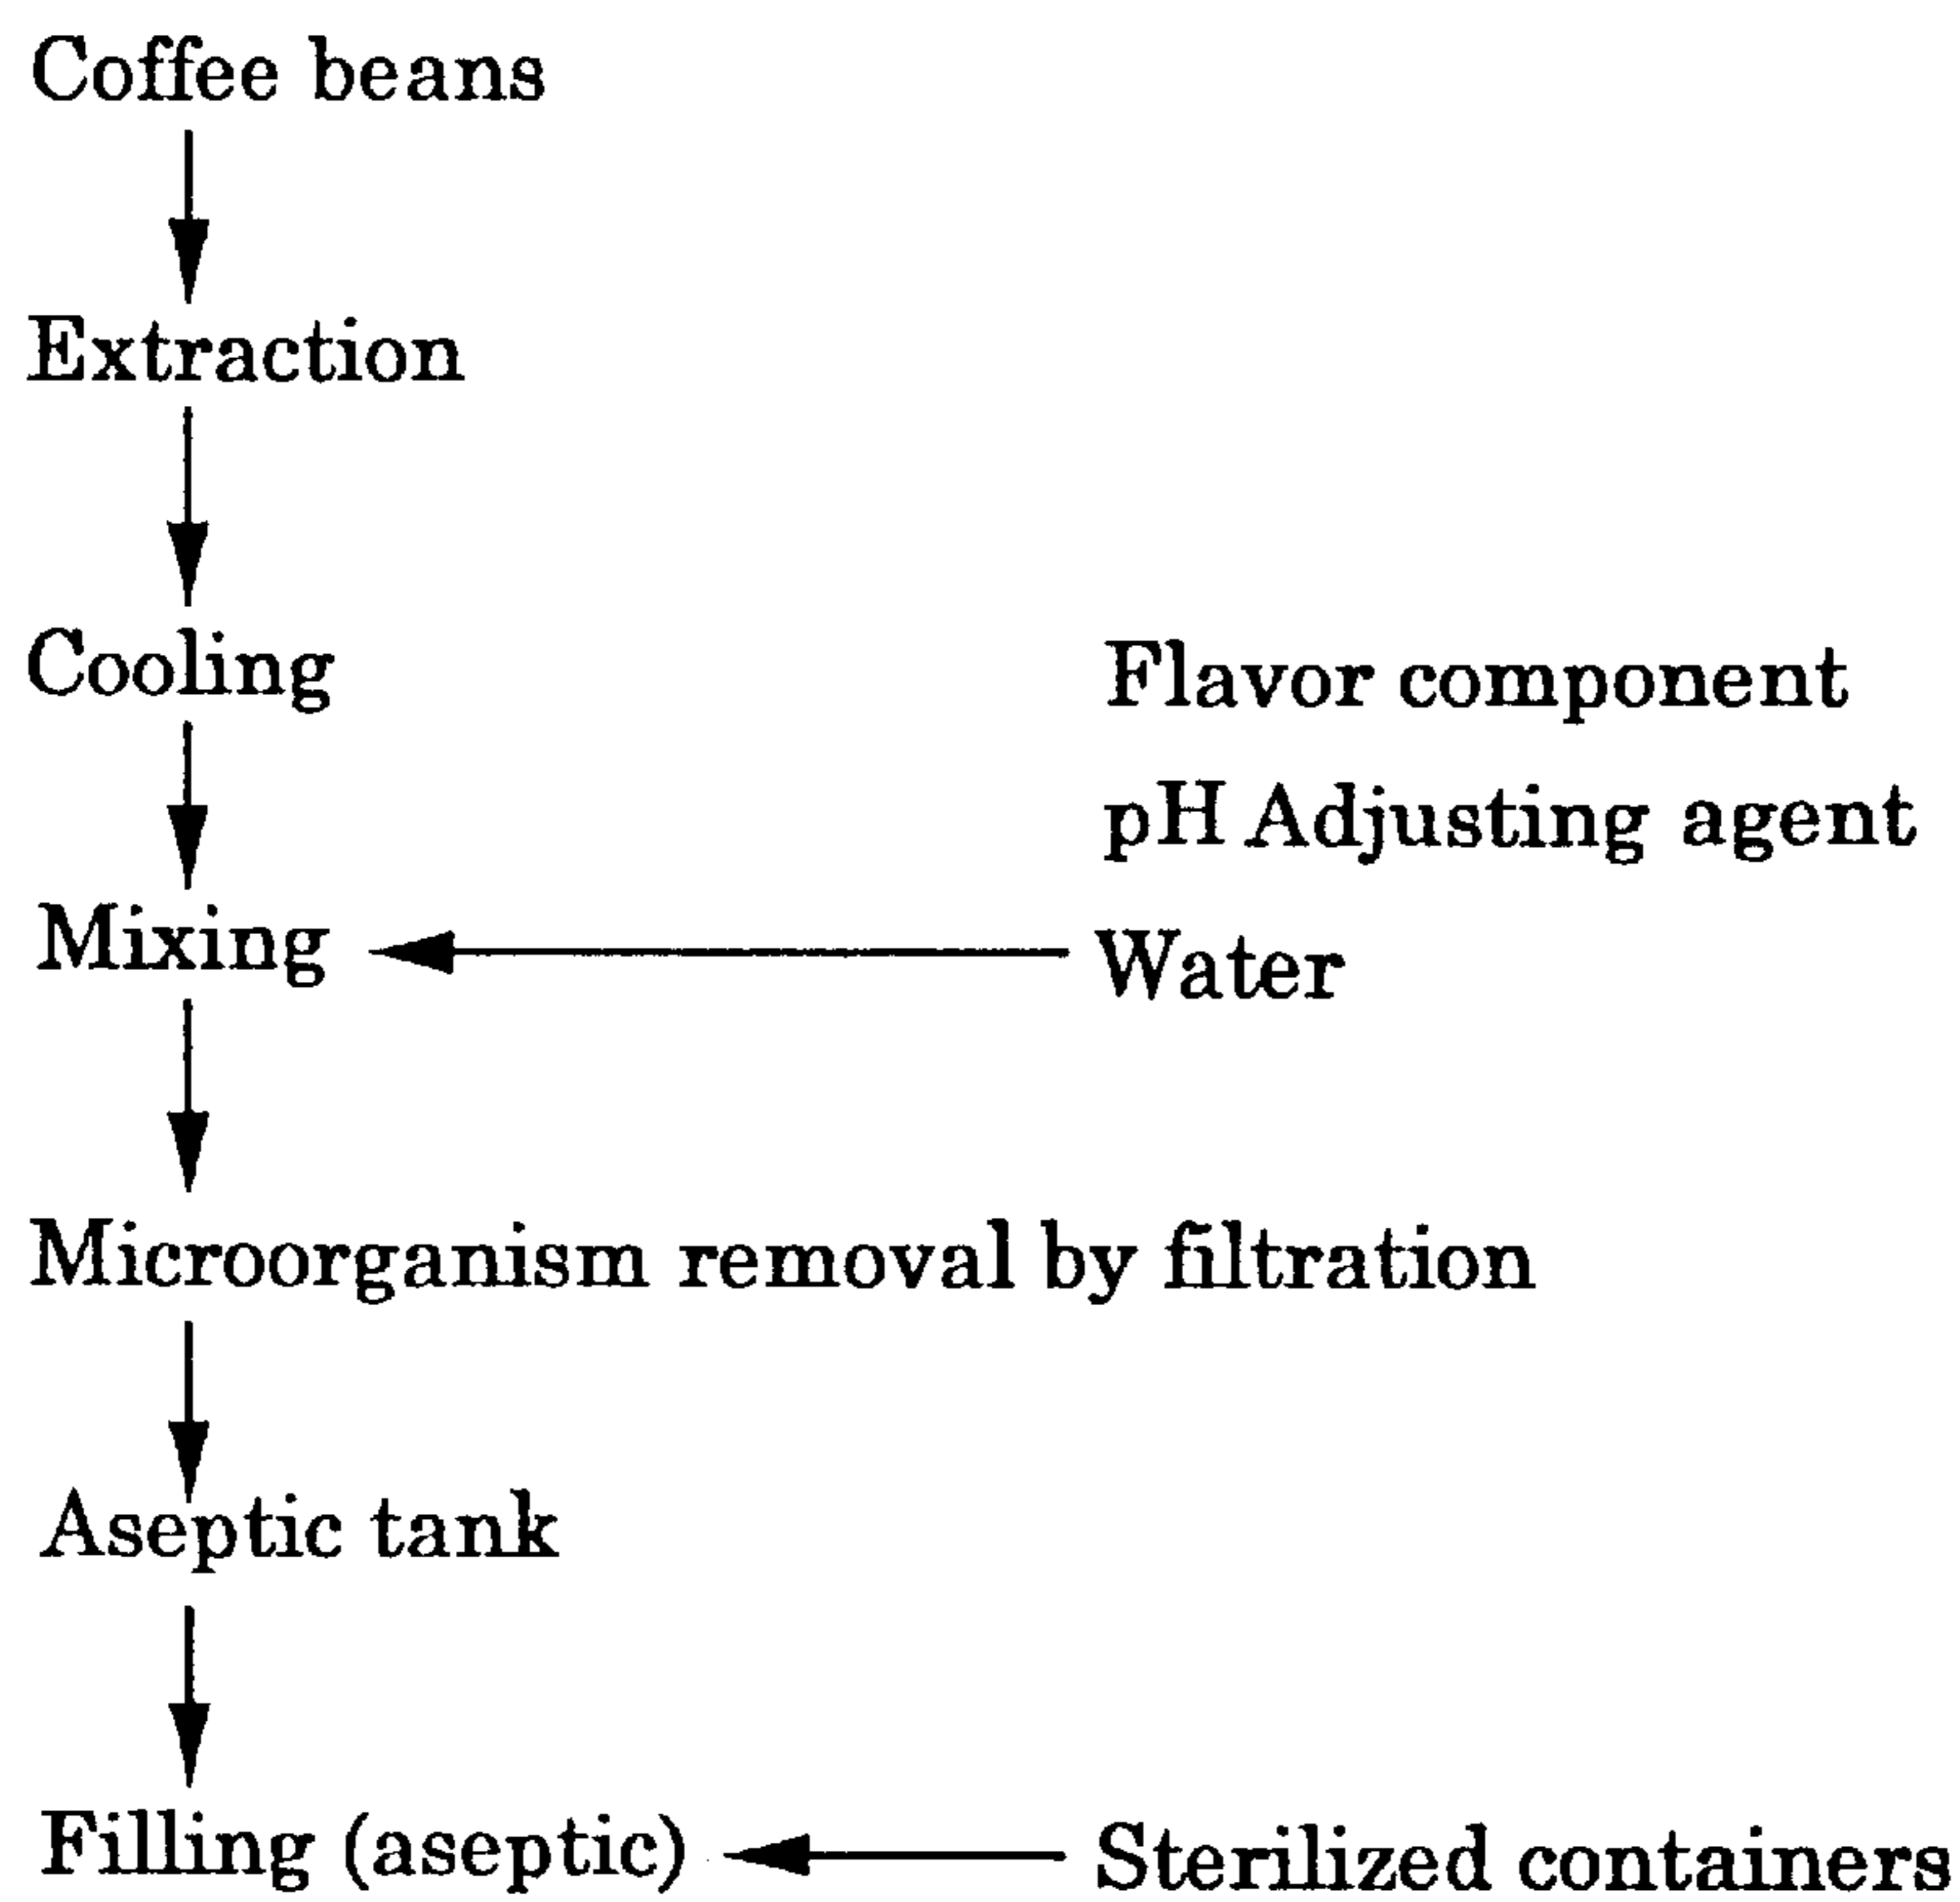 Coffee beans
Extraction
Cooling
Flavor component
pH Adjusting agent
Mixing
Water
Microorganism removal by filtration
Aseptic tank
Filling (aseptic)
Sterilized containers